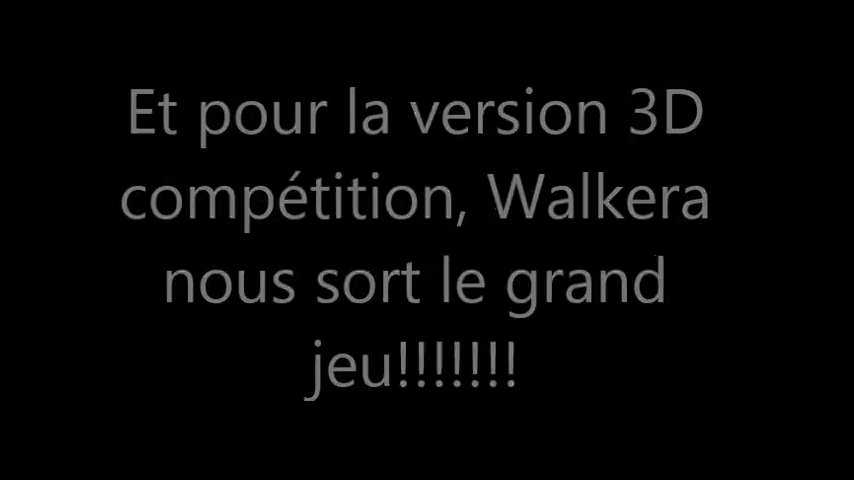 Et pour la version 3D
compétition, Walkera
nous sort le grand
jeu!!!!!!!